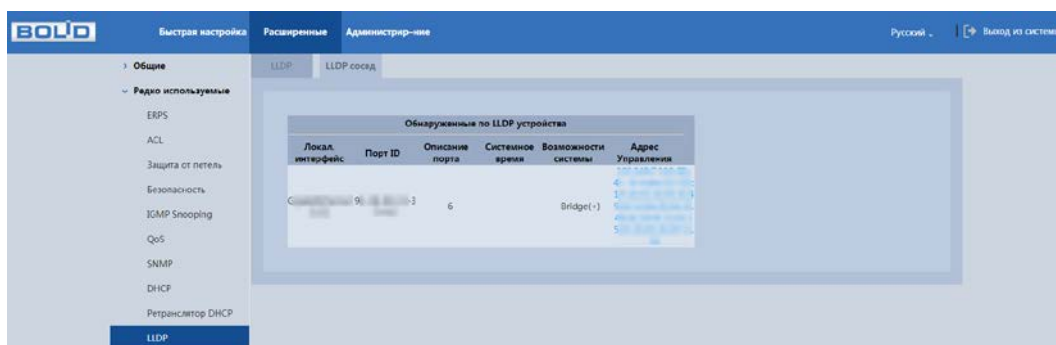 BOLID
Быстрая настройка Расширенные Администрир-ние Русский Выход из систем
Общие
Редко используемые
ERPS
ACL
Защита от петель
Безопасность
IGMP Snooping
QoS
SNMP
DHCP
Ретранслятор DHCP
LLDP
LLDP LLDP сосед
Обнаруженные по LLDP устройства
Локал. интерфейс Порт ID Описание порта Системное время Возможности системы Адрес Управления
6 Bridge(+)